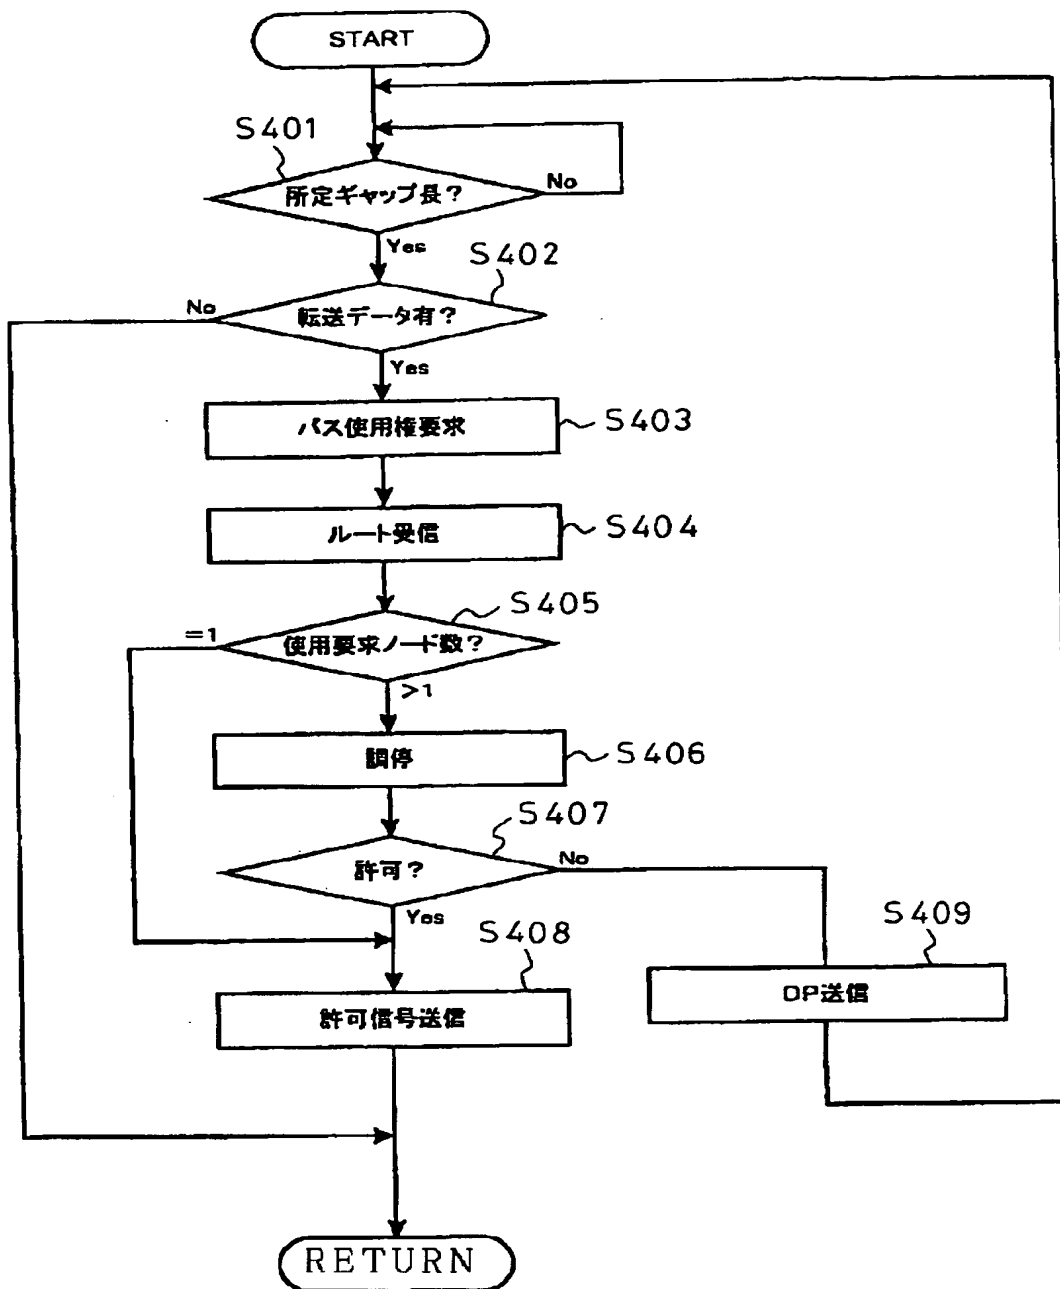 START
S401
所定ギャップ長?
No
Yes
S402
No
転送データ有?
Yes
バス使用権要求
S403
ルート受信
S404
S405
=1
使用要求ノード数?
>1
調停
S406
S407
許可?
No
Yes
S408
S409
許可信号送信
DP送信
RETURN